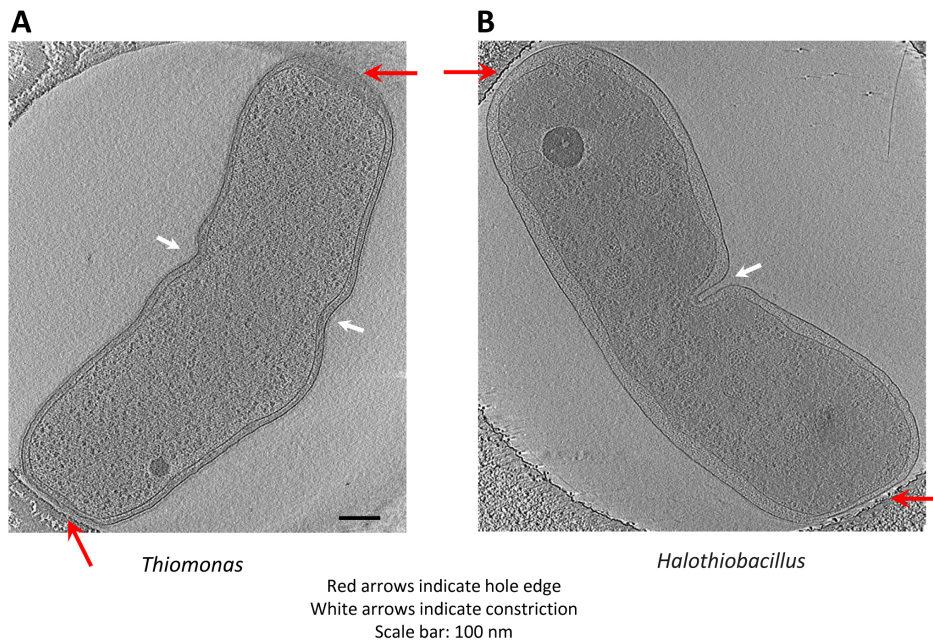 A
B
Thiomonas
Halothiobacillus
Red arrows indicate hole edge
White arrows indicate constriction
Scale bar: 100 nm